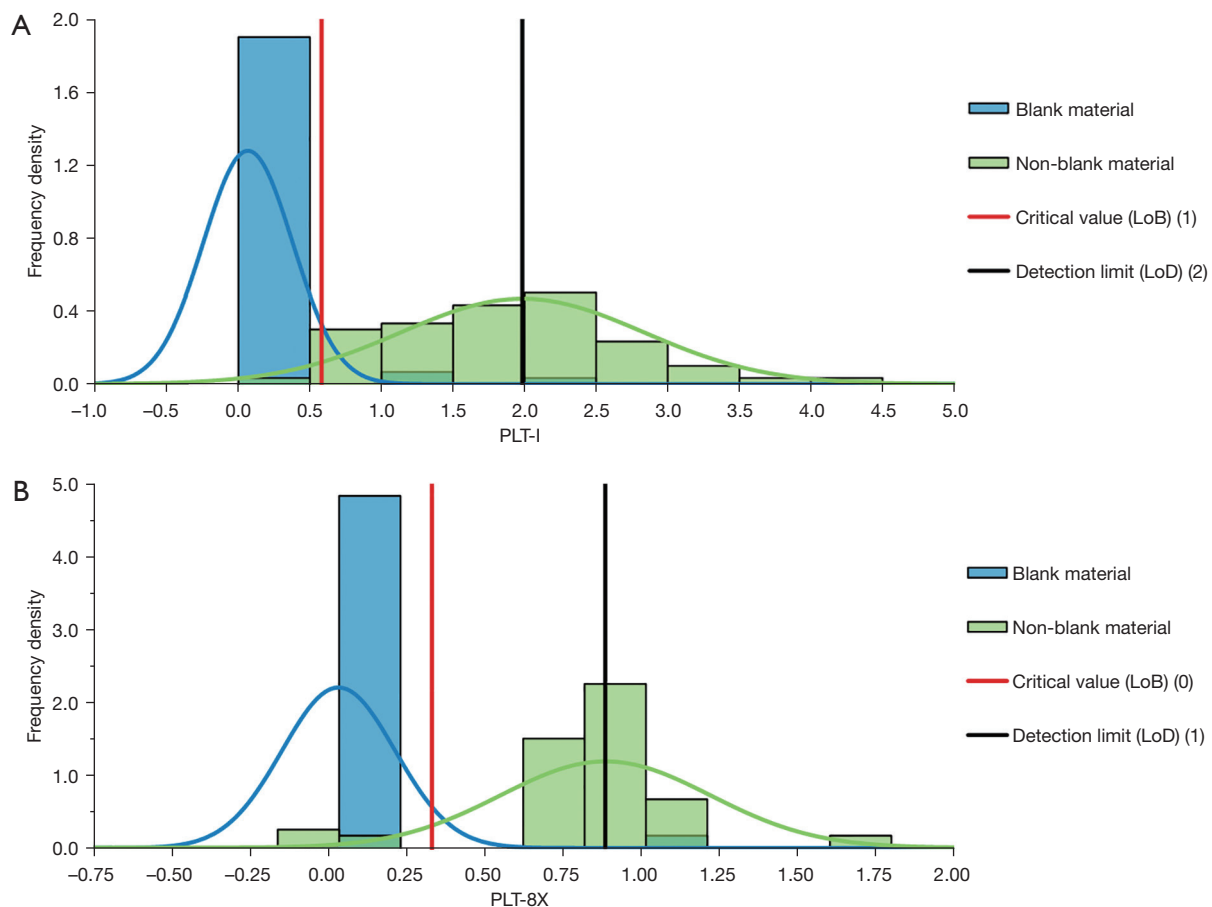 A
2.0
1.6
1.2
0.8
0.4
0.0
Frequency density
−1.0 −0.5 0.0 0.5 1.0 1.5 2.0 2.5 3.0 3.5 4.0 4.5 5.0
PLT-I
Blank material
Non-blank material
Critical value (LoB) (1)
Detection limit (LoD) (2)
B
5.0
4.0
3.0
2.0
1.0
0.0
Frequency density
−0.75 −0.50 −0.25 0.00 0.25 0.50 0.75 1.00 1.25 1.50 1.75 2.00
PLT-8X
Blank material
Non-blank material
Critical value (LoB) (0)
Detection limit (LoD) (1)